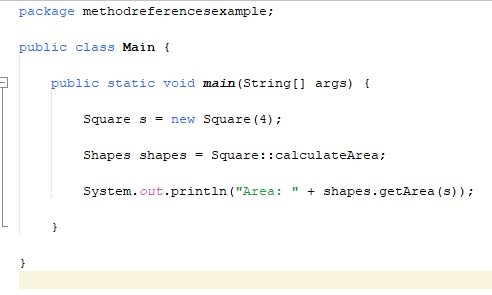 package methodreferencesexample;
public class Main {
public static void main(String[] args) {
Square s = new Square(4);
Shapes shapes = Square::calculateArea;
System.out.println("Area: " + shapes.getArea(s));
}
}